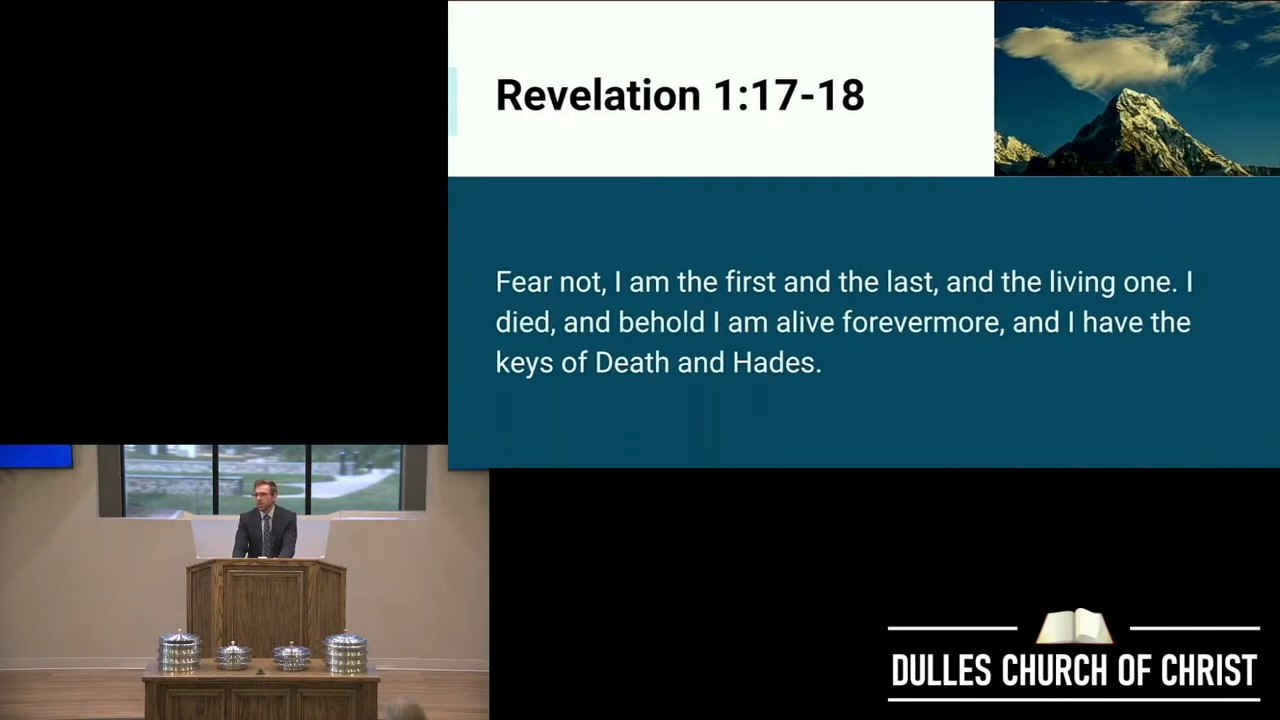 Revelation 1:17-18
Fear not, I am the first and the last, and the living one. I
died, and behold I am alive forevermore, and I have the
keys of Death and Hades.
DULLES CHURCH OF CHRIST